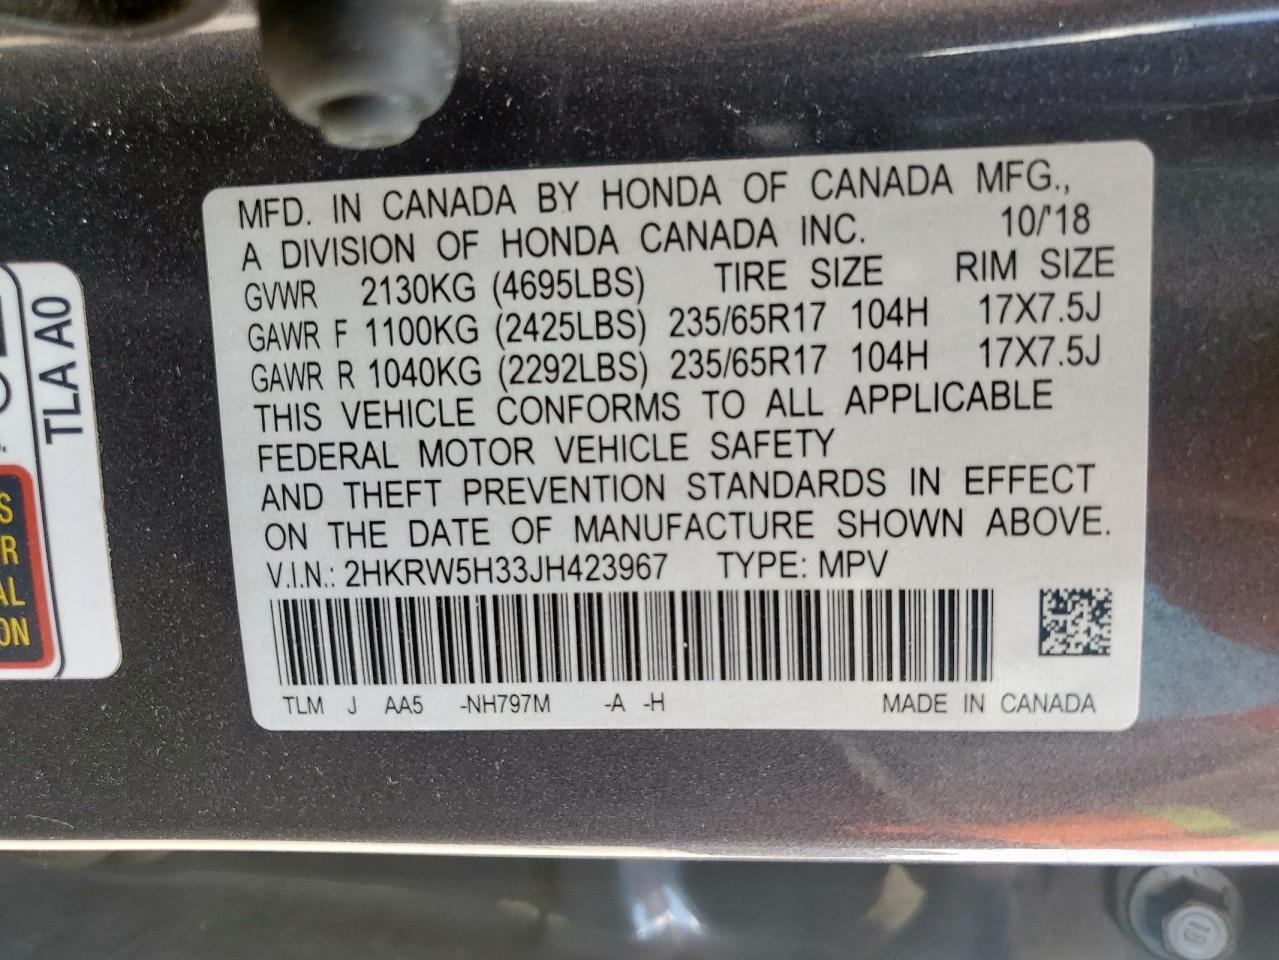 MFD. IN CANADA BY HONDA OF CANADA MFG.,
A DIVISION OF HONDA CANADA INC. 10/'18
GVWR 2130KG (4695LBS) TIRE SIZE RIM SIZE
GAWR F 1100KG (2425LBS) 235/65R17 104H 17X7.5J
GAWR R 1040KG (2292LBS) 235/65R17 104H 17X7.5J
THIS VEHICLE CONFORMS TO ALL APPLICABLE
FEDERAL MOTOR VEHICLE SAFETY
AND THEFT PREVENTION STANDARDS IN EFFECT
ON THE DATE OF MANUFACTURE SHOWN ABOVE.
V.I.N.: 2HKRW5H33JH423967 TYPE: MPV
TLM J AA5 -NH797M -A -H MADE IN CANADA
TLA A0